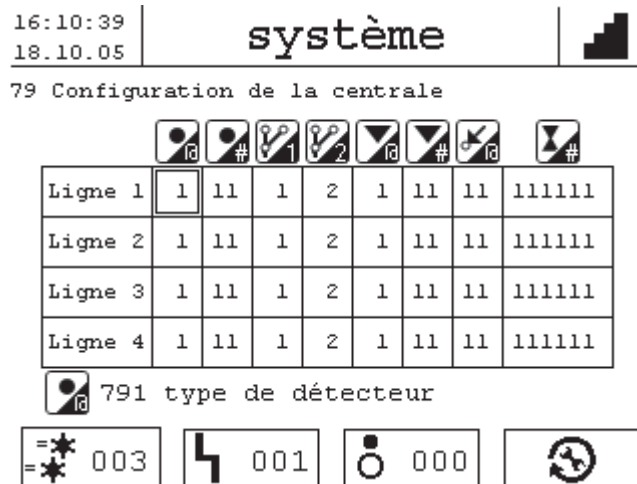 16:10:39
système
18.10.05
79 Configuration de la centrale
@ # 1 2 @ # @ #
Ligne 1 1 11 1 2 1 11 11 111111
Ligne 2 1 11 1 2 1 11 11 111111
Ligne 3 1 11 1 2 1 11 11 111111
Ligne 4 1 11 1 2 1 11 11 111111
@ 791 type de détecteur
003 001 000